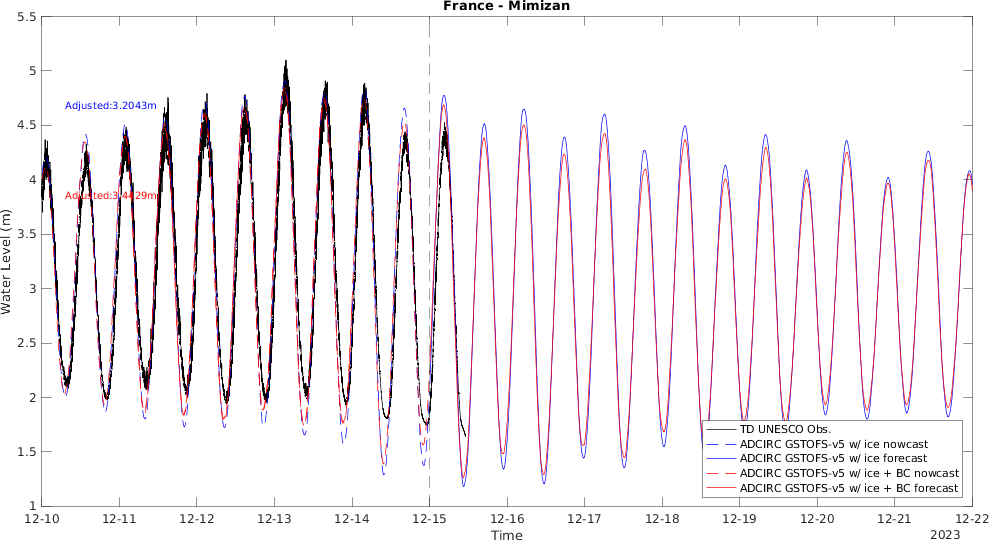 France - Mimizan
Water Level (m)
5.5
5
4.5
4
3.5
3
2.5
2
1.5
1
Adjusted:3.2043m
Adjusted:3.4429m
TD UNESCO Obs.
ADCIRC GSTOFS-v5 w/ ice nowcast
ADCIRC GSTOFS-v5 w/ ice forecast
ADCIRC GSTOFS-v5 w/ ice + BC nowcast
ADCIRC GSTOFS-v5 w/ ice + BC forecast
12-10 12-11 12-12 12-13 12-14 12-15 12-16 12-17 12-18 12-19 12-20 12-21 12-22
Time
2023